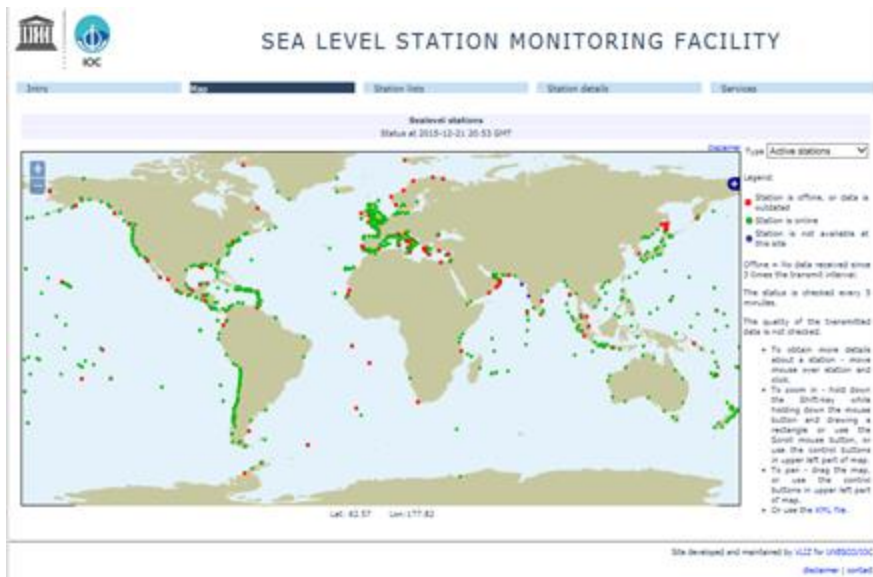 IOC
SEA LEVEL STATION MONITORING FACILITY
Intro
Map
Station lists
Station details
Services
Sealevel stations
Status at 2015-12-21 20:53 GMT
Disclaimer
Type Active stations
Legend:
Station is offline, or data is
outdated
Station is online
Station is not available at
this site
Offline = No data received since
3 times the transmit interval.
The status is checked every 5
minutes.
The quality of the transmitted
data is not checked.
To obtain more details
about a station - move
mouse over station and
click.
To zoom in - hold down
the Shift-key while
holding down the mouse
button and drawing a
rectangle or use the
Scroll mouse button, or
use the control buttons
in upper left part of map.
To pan - drag the map,
or use the control
buttons in upper left part
of map.
Or use the KML file.
Site developed and maintained by VLIZ for UNESCO/IOC
disclaimer | contact